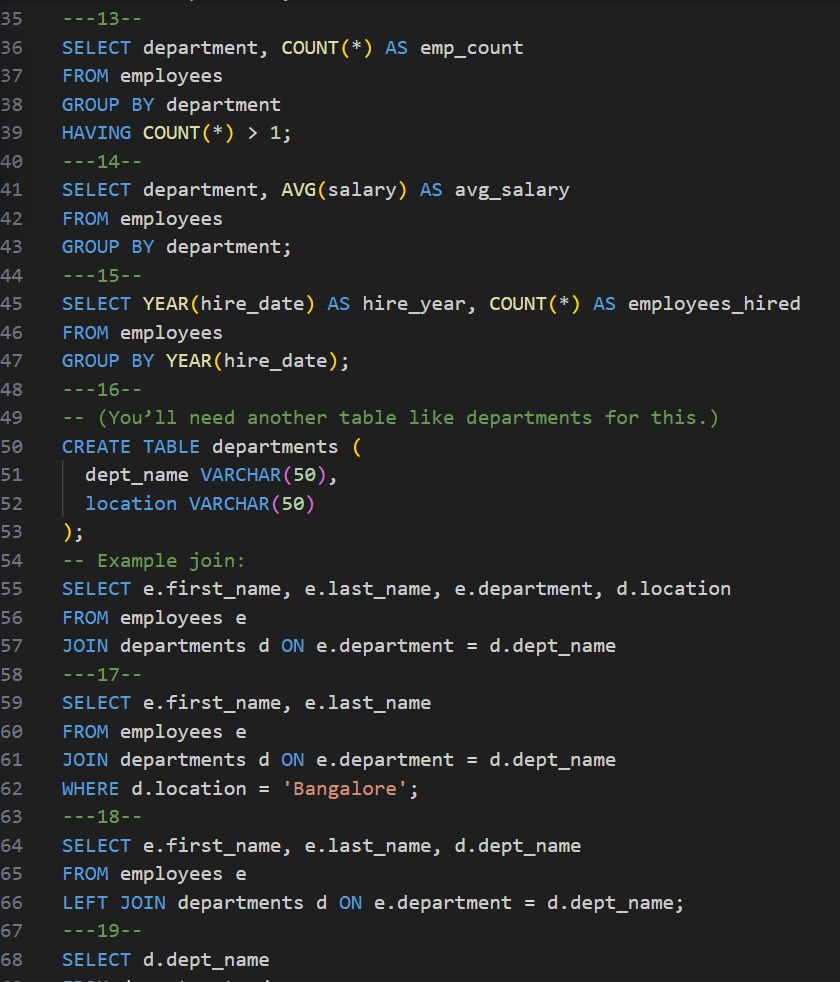 35 ---13--
36 SELECT department, COUNT(*) AS emp_count
37 FROM employees
38 GROUP BY department
39 HAVING COUNT(*) > 1;
40 ---14--
41 SELECT department, AVG(salary) AS avg_salary
42 FROM employees
43 GROUP BY department;
44 ---15--
45 SELECT YEAR(hire_date) AS hire_year, COUNT(*) AS employees_hired
46 FROM employees
47 GROUP BY YEAR(hire_date);
48 ---16--
49 -- (You’ll need another table like departments for this.)
50 CREATE TABLE departments (
51   dept_name VARCHAR(50),
52   location VARCHAR(50)
53 );
54 -- Example join:
55 SELECT e.first_name, e.last_name, e.department, d.location
56 FROM employees e
57 JOIN departments d ON e.department = d.dept_name
58 ---17--
59 SELECT e.first_name, e.last_name
60 FROM employees e
61 JOIN departments d ON e.department = d.dept_name
62 WHERE d.location = 'Bangalore';
63 ---18--
64 SELECT e.first_name, e.last_name, d.dept_name
65 FROM employees e
66 LEFT JOIN departments d ON e.department = d.dept_name;
67 ---19--
68 SELECT d.dept_name